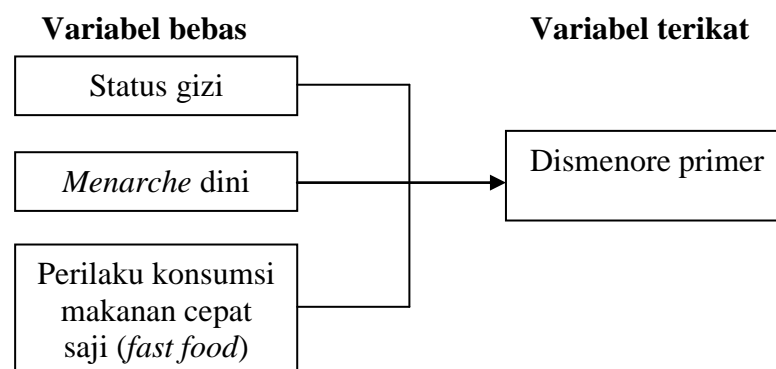 Variabel bebas
Variabel terikat
Status gizi
Menarche dini
Dismenore primer
Perilaku konsumsi
makanan cepat
saji (fast food)